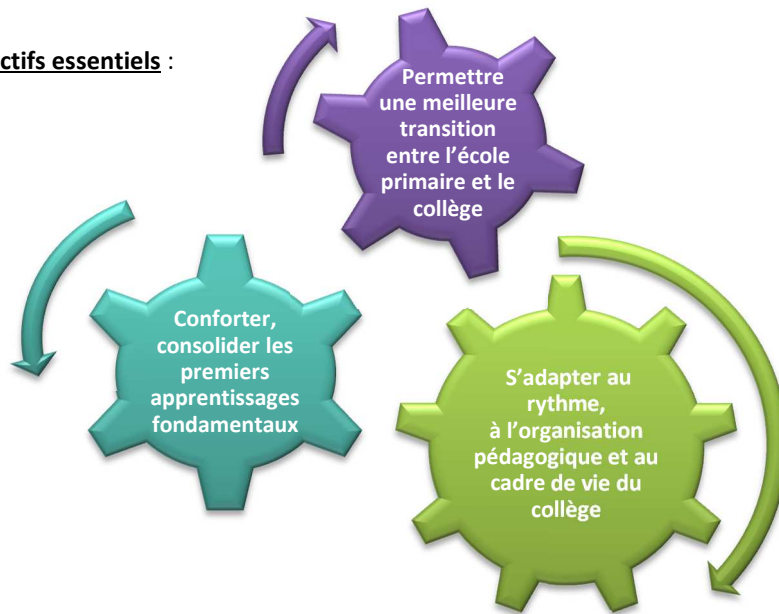 ctifs essentiels :
Permettre
une meilleure
transition
entre l’école
primaire et le
collège
Conforter,
consolider les
premiers
apprentissages
fondamentaux
S’adapter au
rythme,
à l’organisation
pédagogique et au
cadre de vie du
collège